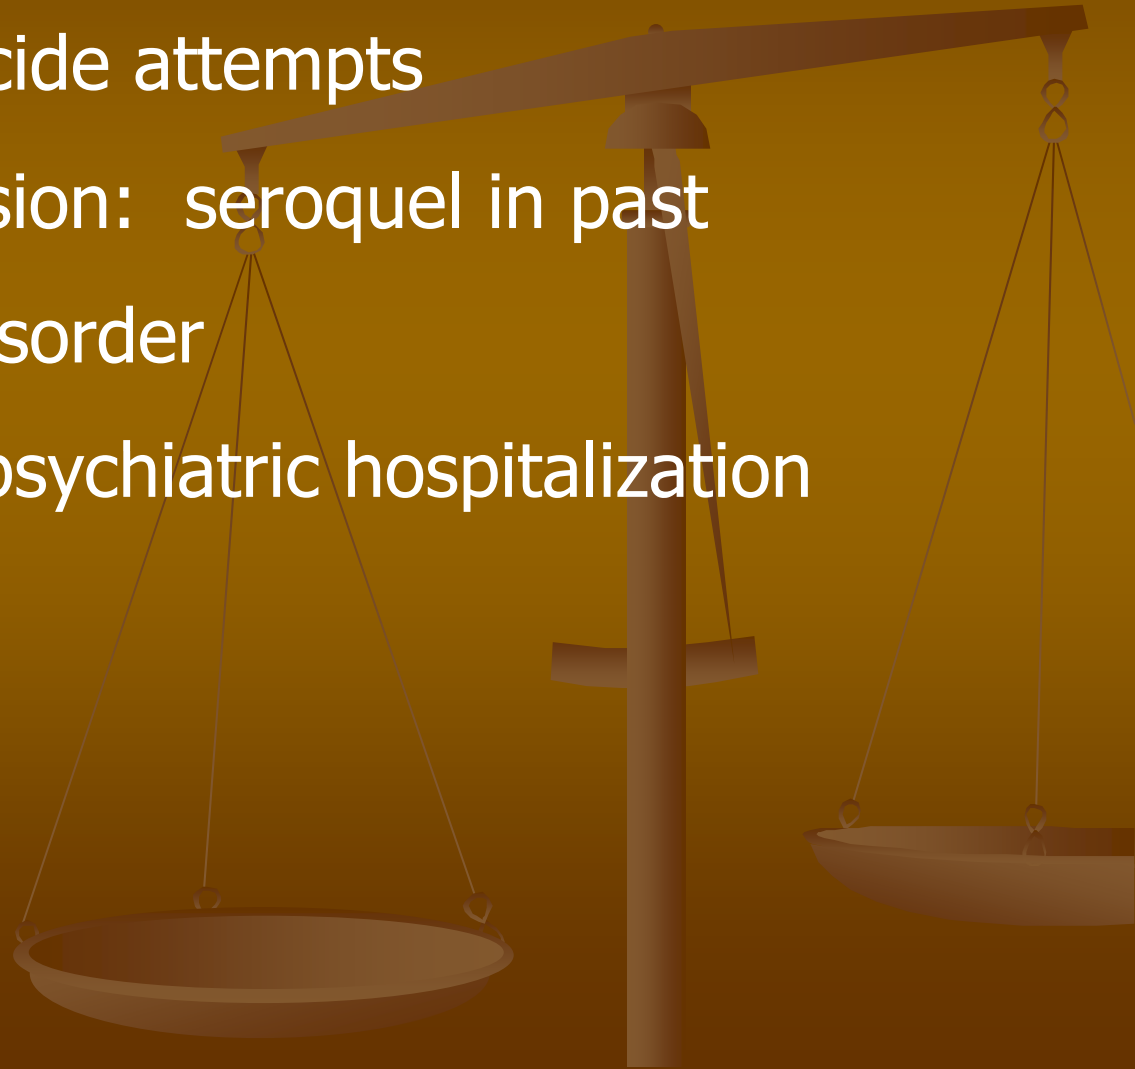 cide attempts
sion: seroquel in past
sorder
psychiatric hospitalization